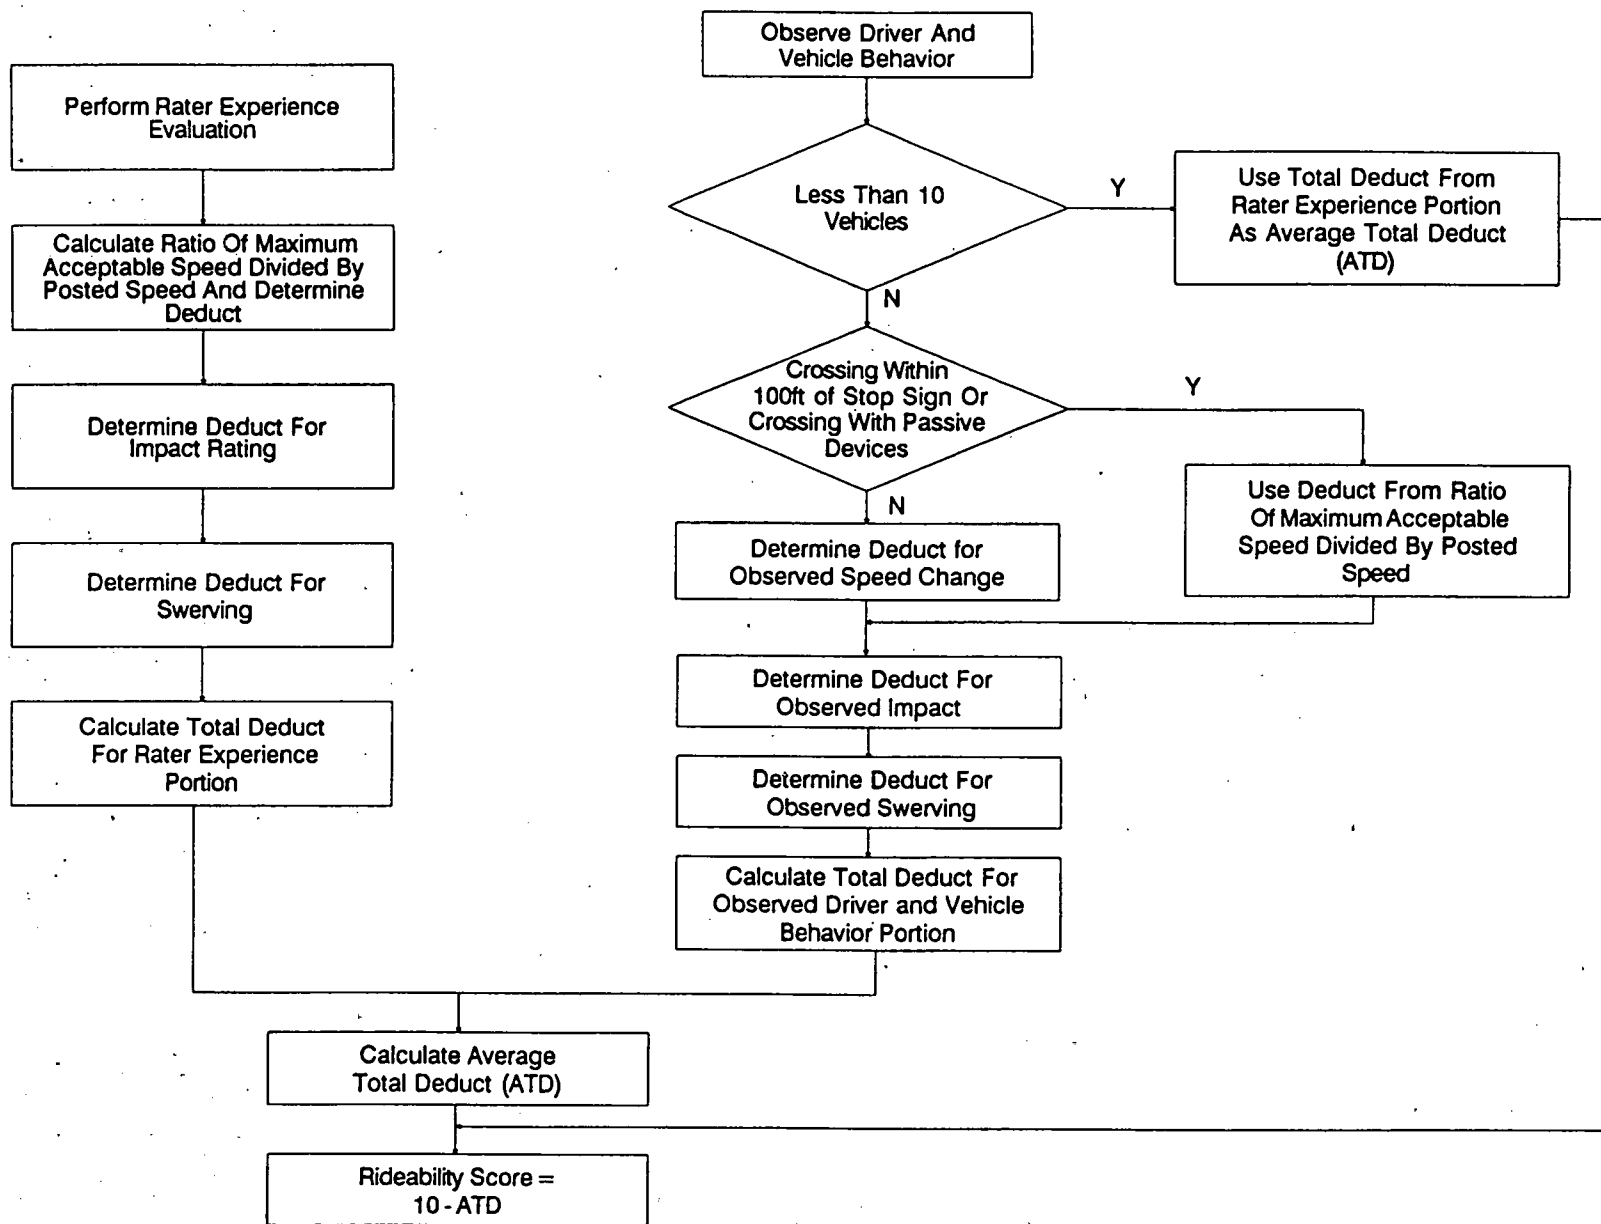 Perform Rater Experience
Evaluation
Calculate Ratio Of Maximum
Acceptable Speed Divided By
Posted Speed And Determine
Deduct
Determine Deduct For
Impact Rating
Determine Deduct For
Swerving
Calculate Total Deduct
For Rater Experience
Portion
Observe Driver And
Vehicle Behavior
Less Than 10
Vehicles
Y
Use Total Deduct From
Rater Experience Portion
As Average Total Deduct
(ATD)
N
Crossing Within
100ft of Stop Sign Or
Crossing With Passive
Devices
Y
Use Deduct From Ratio
Of Maximum Acceptable
Speed Divided By Posted
Speed
N
Determine Deduct for
Observed Speed Change
Determine Deduct For
Observed Impact
Determine Deduct For
Observed Swerving
Calculate Total Deduct For
Observed Driver and Vehicle
Behavior Portion
Calculate Average
Total Deduct (ATD)
Rideability Score =
10 - ATD